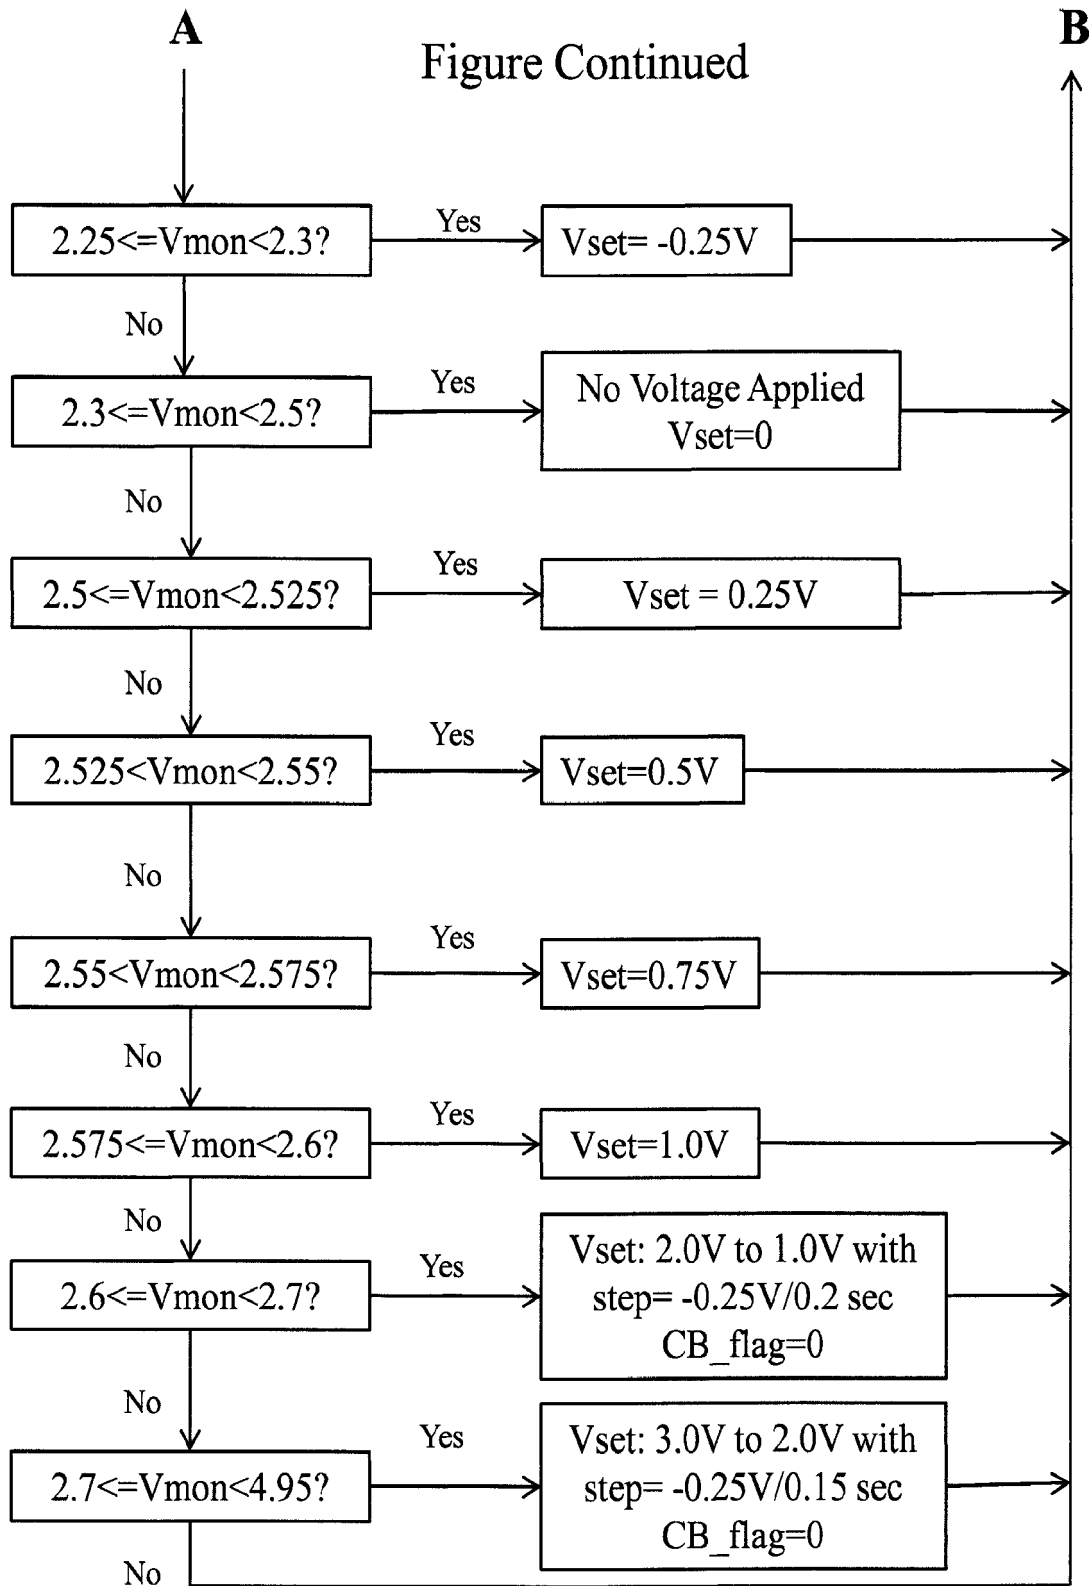 A
B
Figure Continued
2.25<=Vmon<2.3?
Yes
Vset= -0.25V
No
2.3<=Vmon<2.5?
Yes
No Voltage Applied
Vset=0
No
2.5<=Vmon<2.525?
Yes
Vset = 0.25V
No
2.525<Vmon<2.55?
Yes
Vset=0.5V
No
2.55<Vmon<2.575?
Yes
Vset=0.75V
No
2.575<=Vmon<2.6?
Yes
Vset=1.0V
No
2.6<=Vmon<2.7?
Yes
Vset: 2.0V to 1.0V with
step= -0.25V/0.2 sec
CB_flag=0
No
2.7<=Vmon<4.95?
Yes
Vset: 3.0V to 2.0V with
step= -0.25V/0.15 sec
CB_flag=0
No